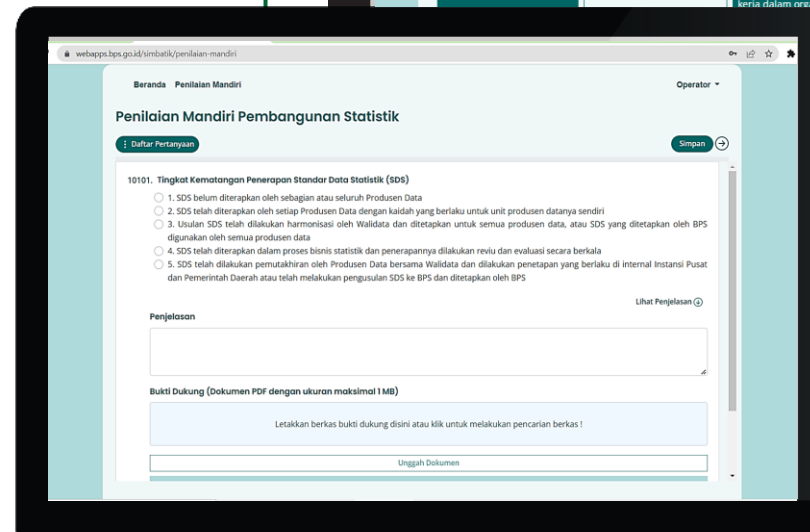 kerja dalam orga
webapps.bps.go.id/simbatik/penilaian-mandiri
Beranda Penilaian Mandiri Operator
Penilaian Mandiri Pembangunan Statistik
Daftar Pertanyaan Simpan
10101. Tingkat Kematangan Penerapan Standar Data Statistik (SDS)
1. SDS belum diterapkan oleh sebagian atau seluruh Produsen Data
2. SDS telah diterapkan oleh setiap Produsen Data dengan kaidah yang berlaku untuk unit produsen datanya sendiri
3. Usulan SDS telah dilakukan harmonisasi oleh Walidata dan ditetapkan untuk semua produsen data, atau SDS yang ditetapkan oleh BPS
digunakan oleh semua produsen data
4. SDS telah diterapkan dalam proses bisnis statistik dan penerapannya dilakukan reviu dan evaluasi secara berkala
5. SDS telah dilakukan pemutakhiran oleh Produsen Data bersama Walidata dan dilakukan penetapan yang berlaku di internal Instansi Pusat
dan Pemerintah Daerah atau telah melakukan pengusulan SDS ke BPS dan ditetapkan oleh BPS
Lihat Penjelasan
Penjelasan
Bukti Dukung (Dokumen PDF dengan ukuran maksimal 1 MB)
Letakkan berkas bukti dukung disini atau klik untuk melakukan pencarian berkas !
Unggah Dokumen